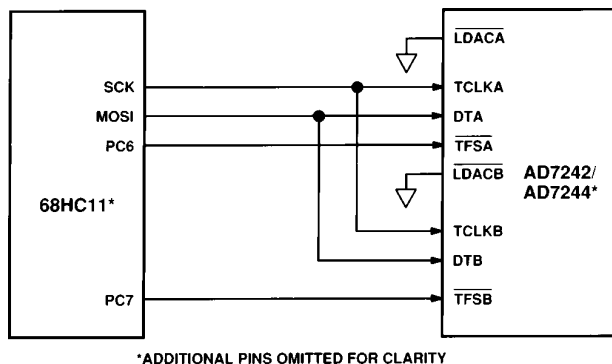 LDACA
SCK
TCLKA
MOSI
DTA
PC6
TFSA
LDACB
AD7242/
AD7244*
68HC11*
TCLKB
DTB
PC7
TFSB
*ADDITIONAL PINS OMITTED FOR CLARITY